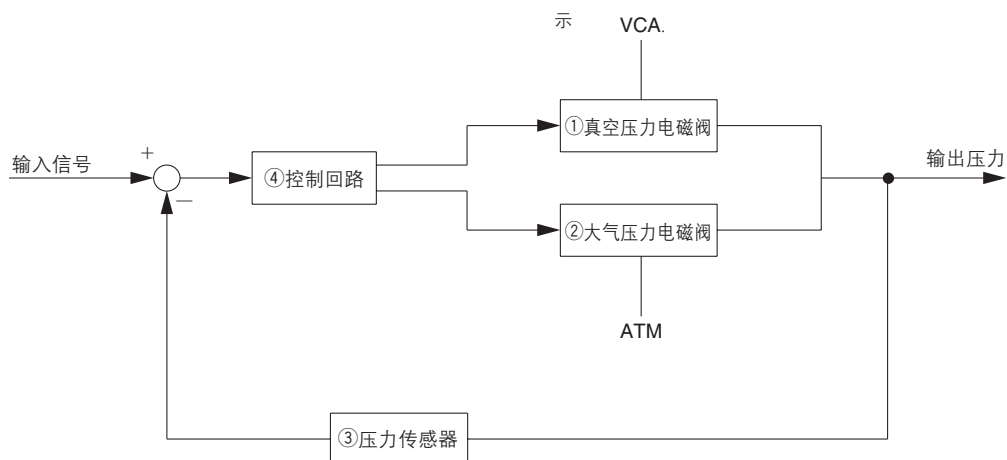 示
VCA.
①真空压力电磁阀
+
输入信号
④控制回路
—
输出压力
②大气压力电磁阀
ATM
③压力传感器